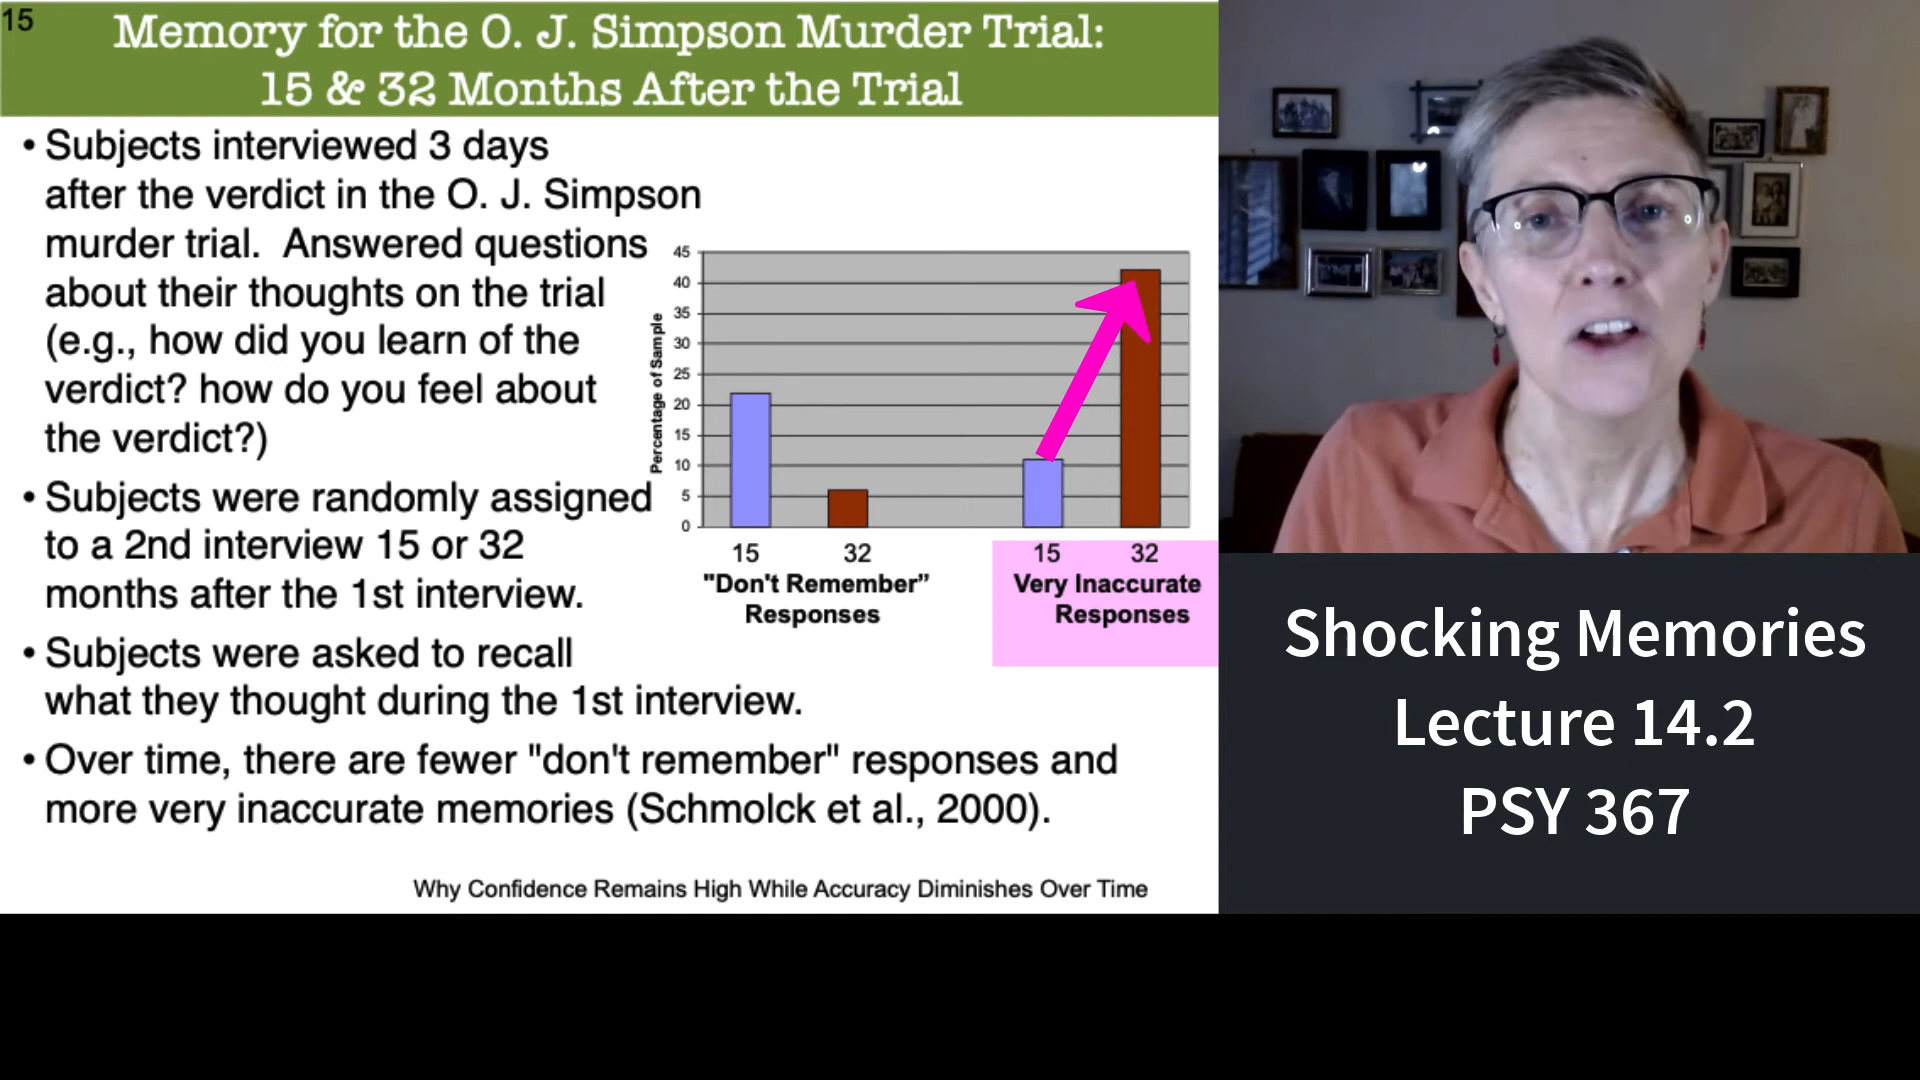 15
Memory for the O. J. Simpson Murder Trial:
15 & 32 Months After the Trial
• Subjects interviewed 3 days
after the verdict in the O. J. Simpson
murder trial.  Answered questions
about their thoughts on the trial
(e.g., how did you learn of the
verdict? how do you feel about
the verdict?)
• Subjects were randomly assigned
to a 2nd interview 15 or 32
months after the 1st interview.
• Subjects were asked to recall
what they thought during the 1st interview.
• Over time, there are fewer "don't remember" responses and
more very inaccurate memories (Schmolck et al., 2000).
Percentage of Sample
45
40
35
30
25
20
15
10
5
0
15 32 15 32
"Don't Remember”
Responses
Very Inaccurate
Responses
Why Confidence Remains High While Accuracy Diminishes Over Time
Shocking Memories
Lecture 14.2
PSY 367